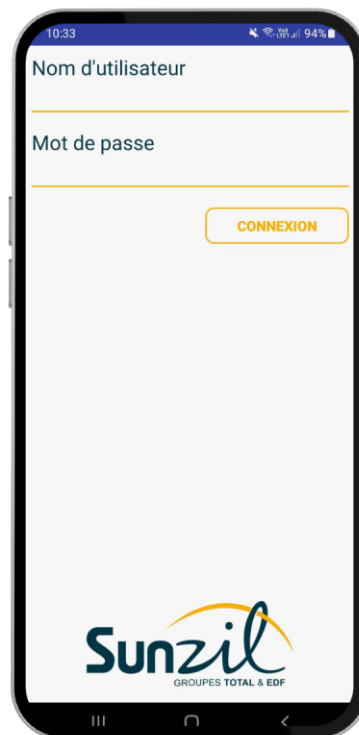 10:33 94%
Nom d'utilisateur
Mot de passe
CONNEXION
Sunzil
GROUPES TOTAL & EDF